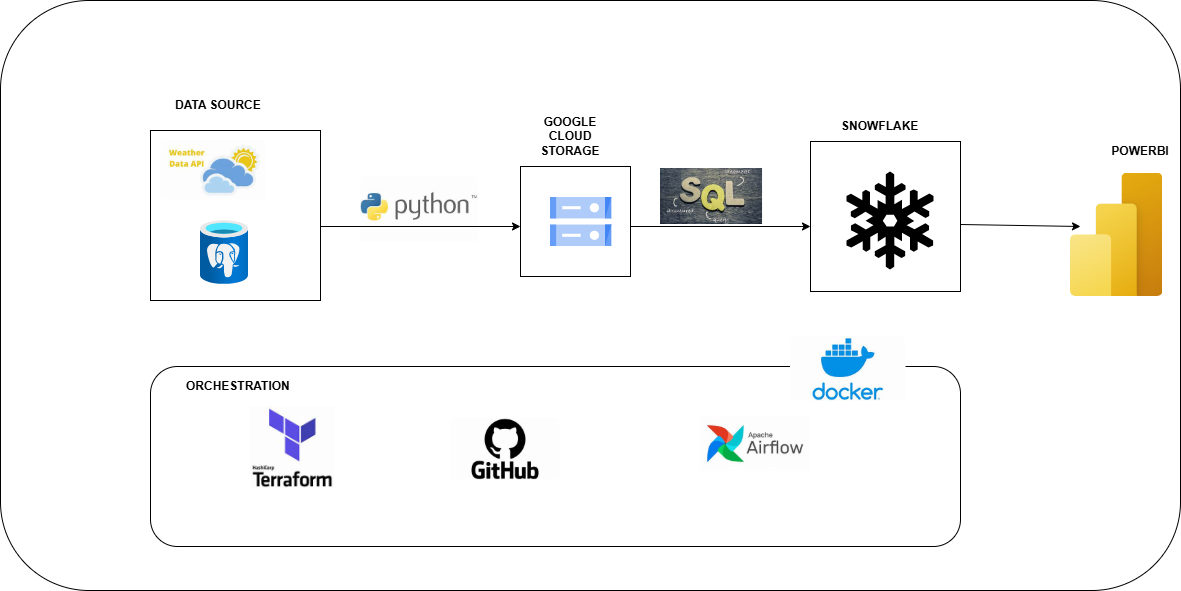 DATA SOURCE
Weather
Data API
python™
GOOGLE
CLOUD
STORAGE
SQL
query
SNOWFLAKE
POWERBI
docker
ORCHESTRATION
HashiCorp
Terraform
GitHub
Apache
Airflow